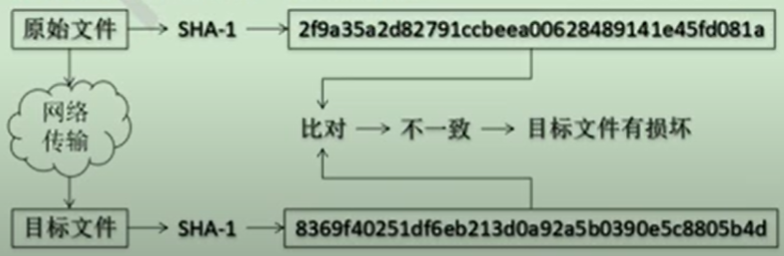 原始文件 SHA-1 2f9a35a2d82791ccbeea00628489141e45fd081a
网络
传输
比对 不一致 目标文件有损坏
目标文件 SHA-1 8369f40251df6eb213d0a92a5b0390e5c8805b4d